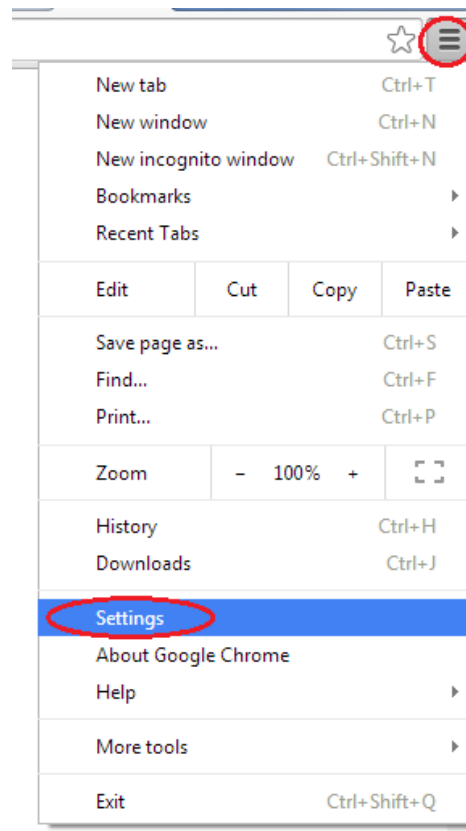 New tab Ctrl+T
New window Ctrl+N
New incognito window Ctrl+Shift+N
Bookmarks
Recent Tabs
Edit Cut Copy Paste
Save page as... Ctrl+S
Find... Ctrl+F
Print... Ctrl+P
Zoom - 100% +
History Ctrl+H
Downloads Ctrl+J
Settings
About Google Chrome
Help
More tools
Exit Ctrl+Shift+Q